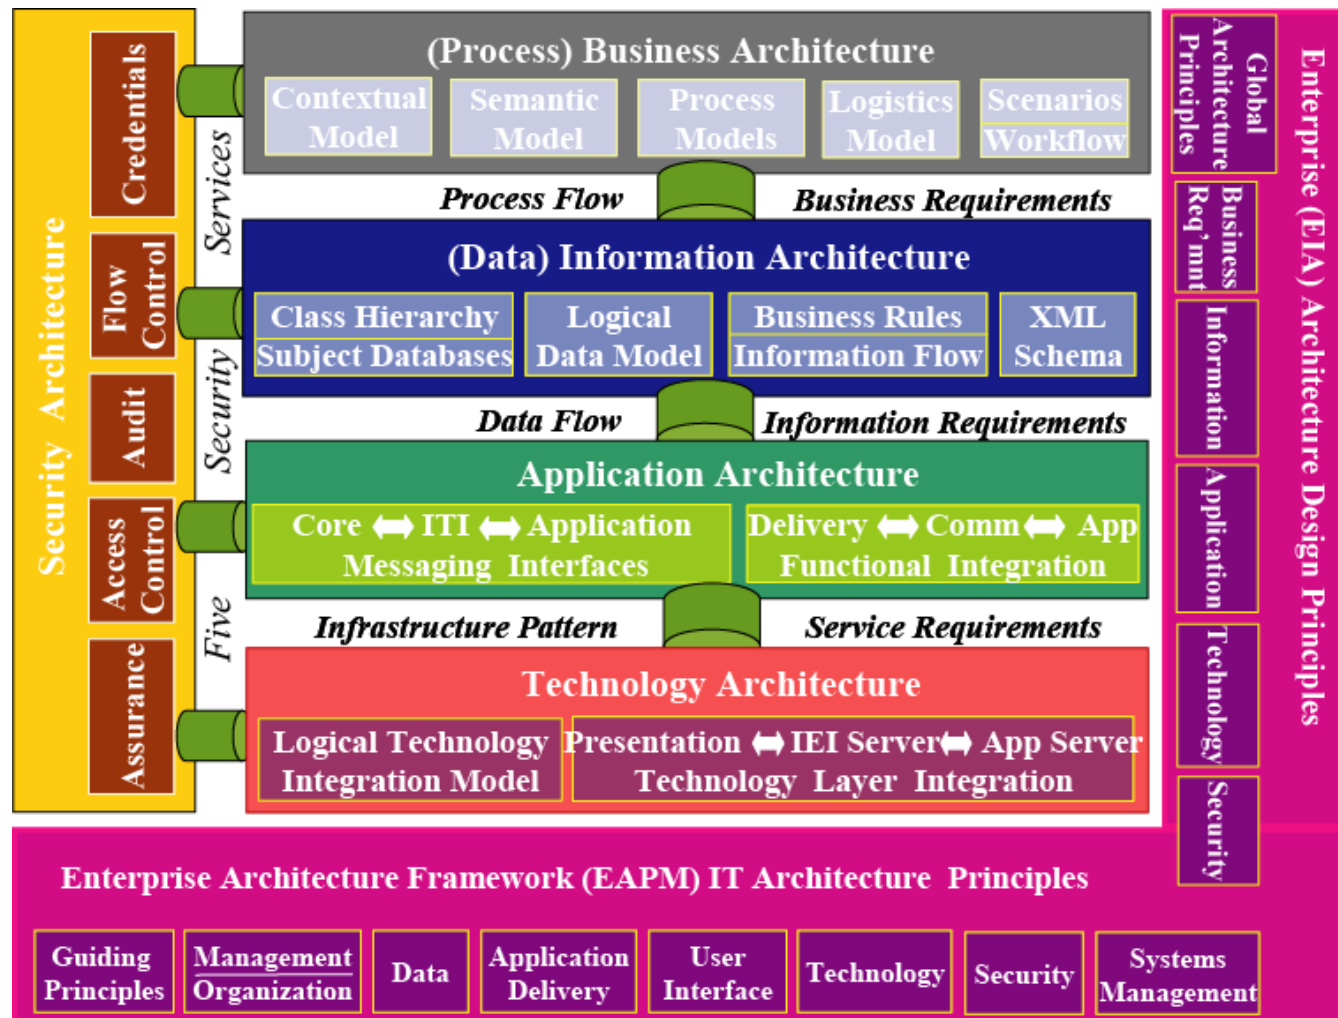 (Process) Business Architecture
Contextual
Model
Semantic
Model
Process
Models
Logistics
Model
Scenarios
Workflow
Process Flow
Business Requirements
(Data) Information Architecture
Class Hierarchy
Subject Databases
Logical
Data Model
Business Rules
Information Flow
XML
Schema
Data Flow
Information Requirements
Application Architecture
Core ⇔ ITI ⇔ Application
Messaging Interfaces
Delivery ⇔ Comm ⇔ App
Functional Integration
Infrastructure Pattern
Service Requirements
Technology Architecture
Logical Technology
Integration Model
Presentation ⇔ IEI Server ⇔ App Server
Technology Layer Integration
Security Architecture
Credentials
Flow
Control
Audit
Access
Control
Assurance
Five Security Services
Enterprise (EIA) Architecture Design Principles
Global
Architecture
Principles
Business
Req'mnt
Information
Application
Technology
Security
Enterprise Architecture Framework (EAPM) IT Architecture Principles
Guiding
Principles
Management
Organization
Data
Application
Delivery
User
Interface
Technology
Security
Systems
Management